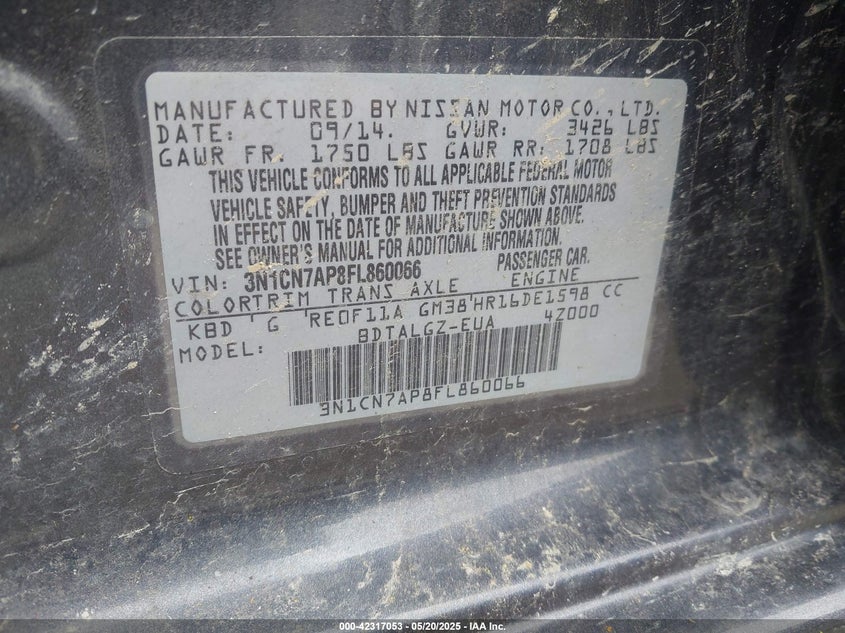 MANUFACTURED BY NISSAN MOTOR CO., LTD.
DATE: 09/14. GVWR: 3426 LBS
GAWR FR. 1750 LBS GAWR RR: 1708 LBS
THIS VEHICLE CONFORMS TO ALL APPLICABLE FEDERAL MOTOR
VEHICLE SAFETY, BUMPER AND THEFT PREVENTION STANDARDS
IN EFFECT ON THE DATE OF MANUFACTURE SHOWN ABOVE.
SEE OWNER'S MANUAL FOR ADDITIONAL INFORMATION.
VIN: 3N1CN7AP8FL860066 PASSENGER CAR.
COLORTRIM TRANS AXLE ENGINE
KBD G 'RE0F11A GM38'HR16DE1598 CC
MODEL: BDTALGZ-EUA 4Z000
3N1CN7AP8FL860066
000-42317053 — 05/20/2025 — IAA Inc.